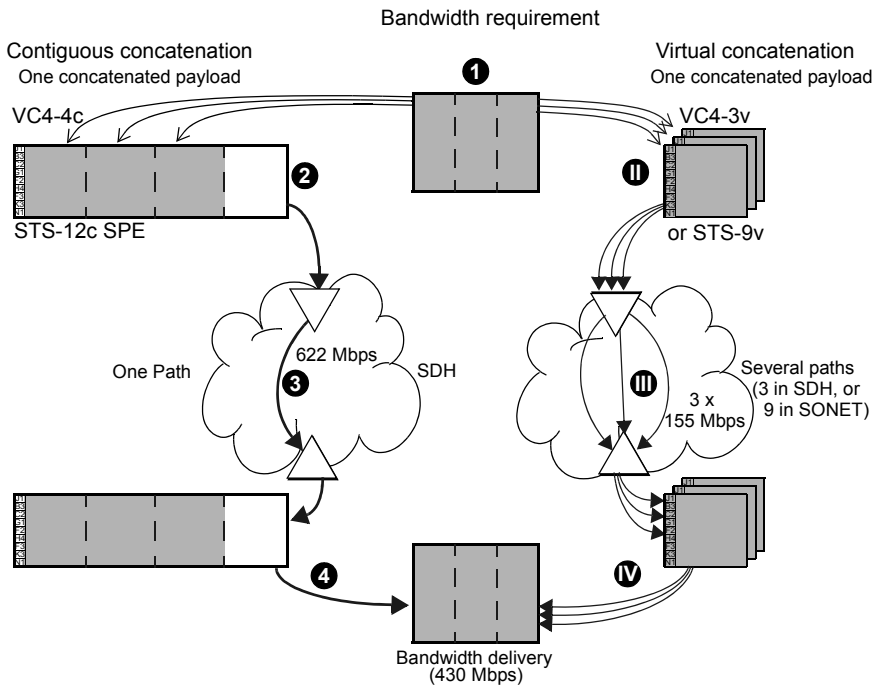 Bandwidth requirement
Contiguous concatenation
One concatenated payload
Virtual concatenation
One concatenated payload
1
VC4-4c
VC4-3v
2
II
STS-12c SPE
or STS-9v
622 Mbps
One Path
3
SDH
III
Several paths
(3 in SDH, or
9 in SONET)
3 x
155 Mbps
4
IV
Bandwidth delivery
(430 Mbps)